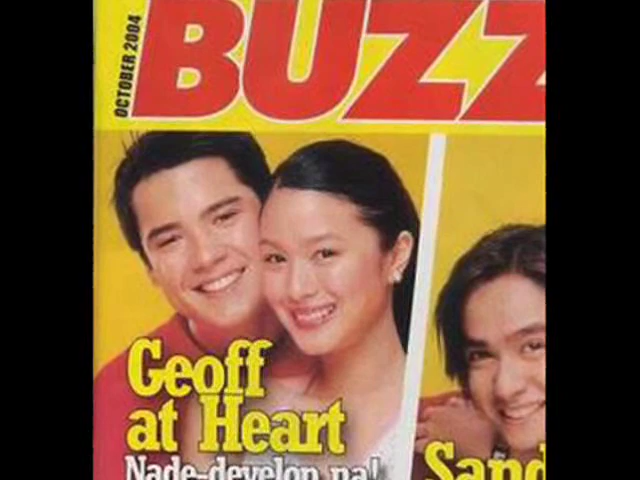 OCTOBER 2004
BUZZ
Geoff
at Heart
Nade-develop na!
Sand